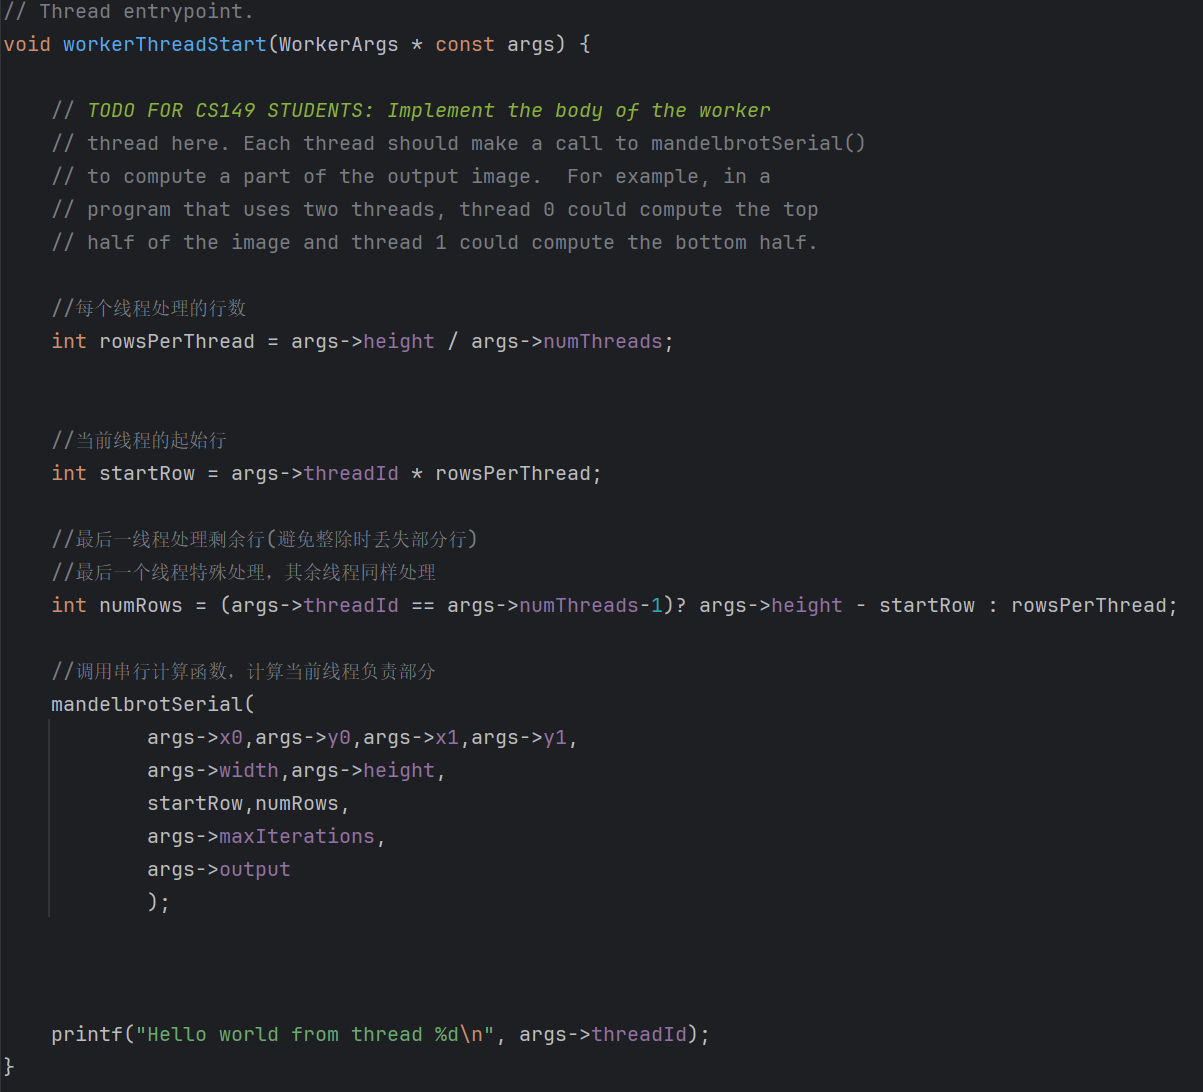 // Thread entrypoint.
void workerThreadStart(WorkerArgs * const args) {
// TODO FOR CS149 STUDENTS: Implement the body of the worker
// thread here. Each thread should make a call to mandelbrotSerial()
// to compute a part of the output image.  For example, in a
// program that uses two threads, thread 0 could compute the top
// half of the image and thread 1 could compute the bottom half.
//每个线程处理的行数
int rowsPerThread = args->height / args->numThreads;
//当前线程的起始行
int startRow = args->threadId * rowsPerThread;
//最后一线程处理剩余行(避免整除时丢失部分行)
//最后一个线程特殊处理，其余线程同样处理
int numRows = (args->threadId == args->numThreads-1)? args->height - startRow : rowsPerThread;
//调用串行计算函数，计算当前线程负责部分
mandelbrotSerial(
args->x0,args->y0,args->x1,args->y1,
args->width,args->height,
startRow,numRows,
args->maxIterations,
args->output
);
printf("Hello world from thread %d\n", args->threadId);
}